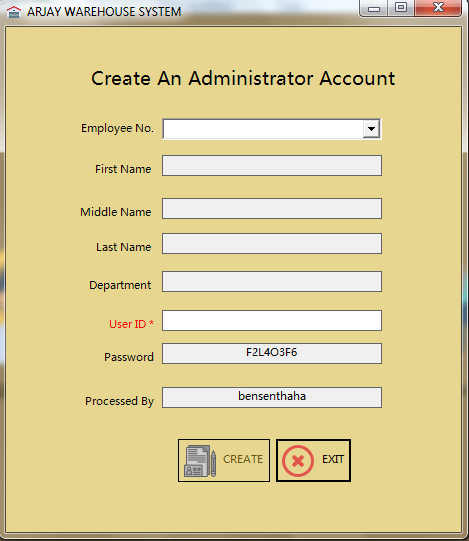 ARJAY WAREHOUSE SYSTEM
Create An Administrator Account
Employee No.
First Name
Middle Name
Last Name
Department
User ID *
Password F2L4O3F6
Processed By bensenthaha
CREATE EXIT